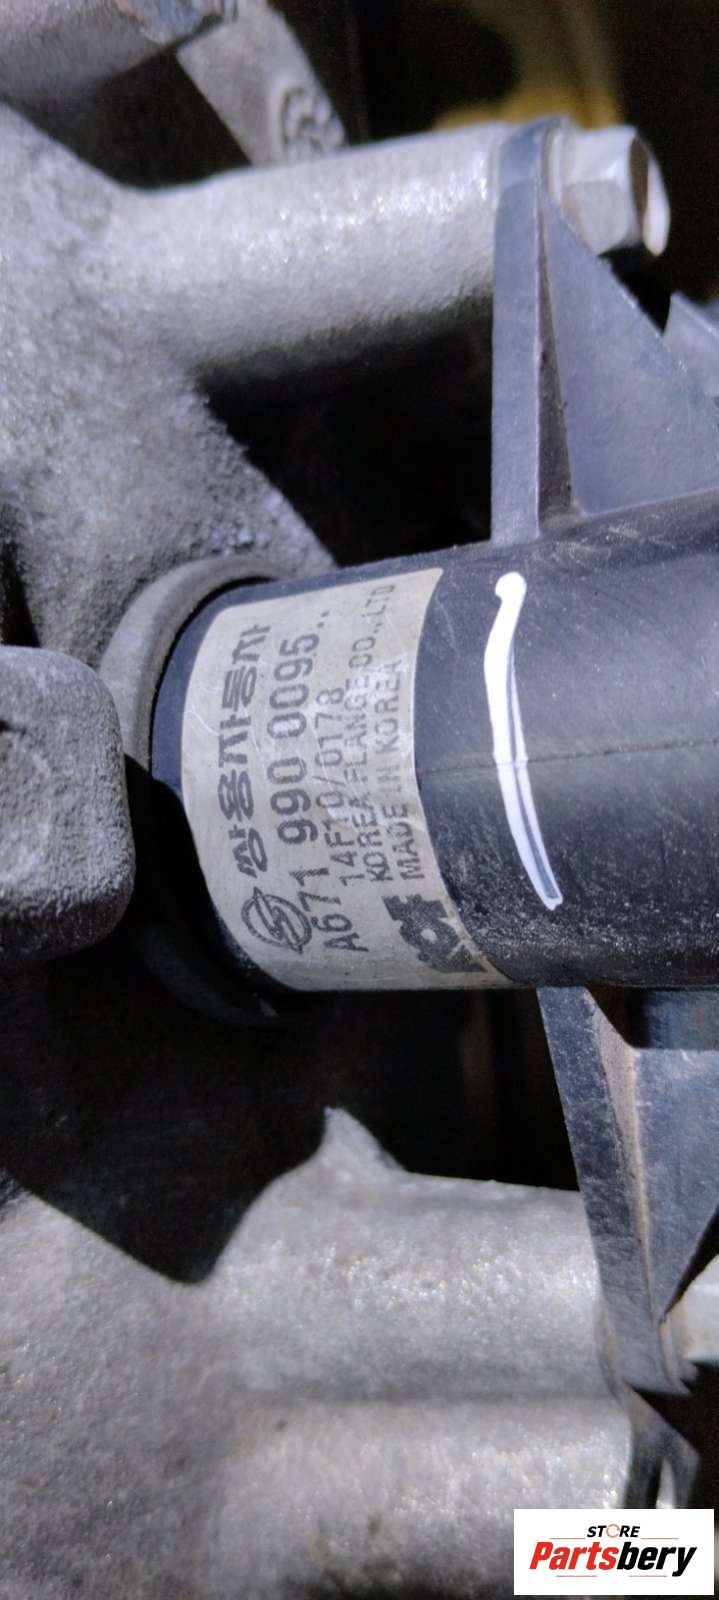 쌍용자동차
A671 990 0095..
14F10/0178
KOREA FLANGE CO.,LTD
KOF MADE IN KOREA
STORE
Partsbery